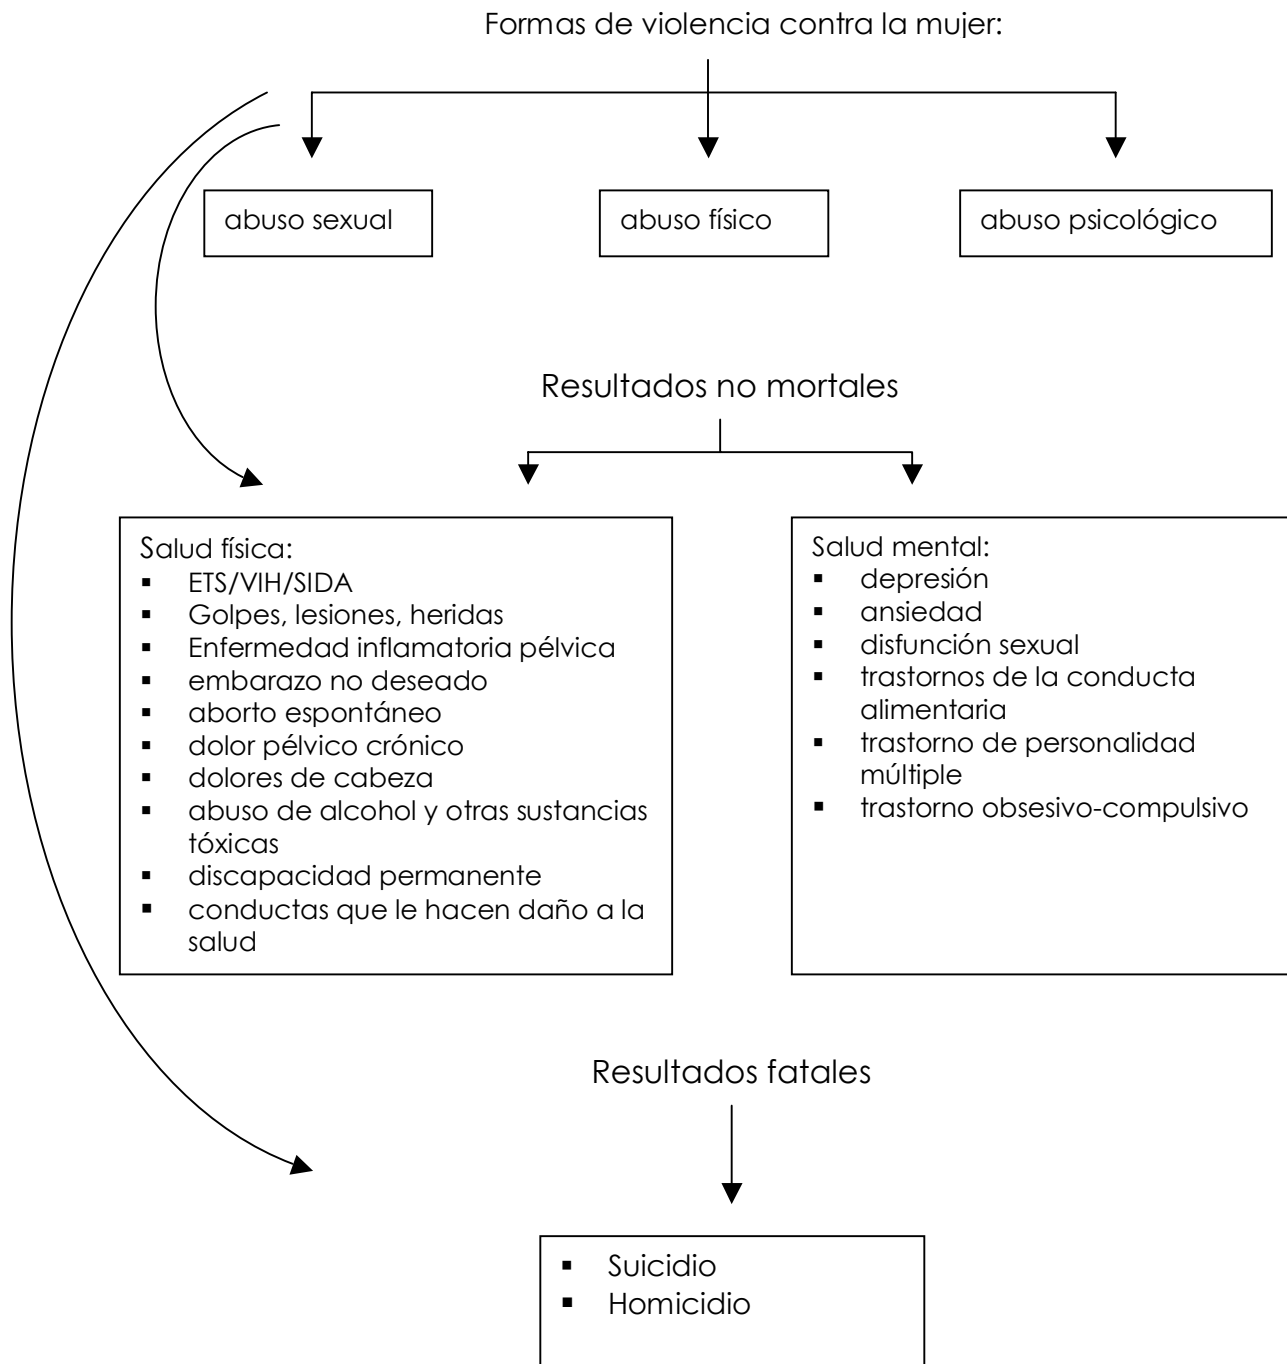 Formas de violencia contra la mujer:
abuso sexual
abuso físico
abuso psicológico
Resultados no mortales
Salud física:
▪ ETS/VIH/SIDA
▪ Golpes, lesiones, heridas
▪ Enfermedad inflamatoria pélvica
▪ embarazo no deseado
▪ aborto espontáneo
▪ dolor pélvico crónico
▪ dolores de cabeza
▪ abuso de alcohol y otras sustancias
tóxicas
▪ discapacidad permanente
▪ conductas que le hacen daño a la
salud
Salud mental:
▪ depresión
▪ ansiedad
▪ disfunción sexual
▪ trastornos de la conducta
alimentaria
▪ trastorno de personalidad
múltiple
▪ trastorno obsesivo-compulsivo
Resultados fatales
▪ Suicidio
▪ Homicidio